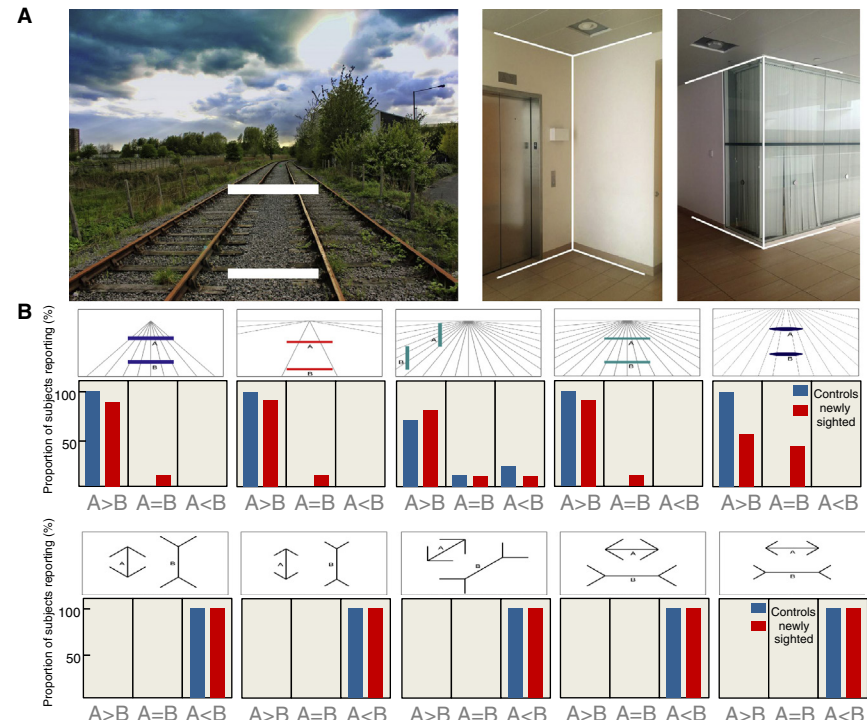 A
B
Proportion of subjects reporting (%)
A
B
A
B
A
B
A
B
A
B
100
50
Controls
newly
sighted
A>B A=B A<B
A>B A=B A<B
A>B A=B A<B
A>B A=B A<B
A>B A=B A<B
Proportion of subjects reporting (%)
A
B
A
B
A
B
A
B
A
B
100
50
Controls
newly
sighted
A>B A=B A<B
A>B A=B A<B
A>B A=B A<B
A>B A=B A<B
A>B A=B A<B